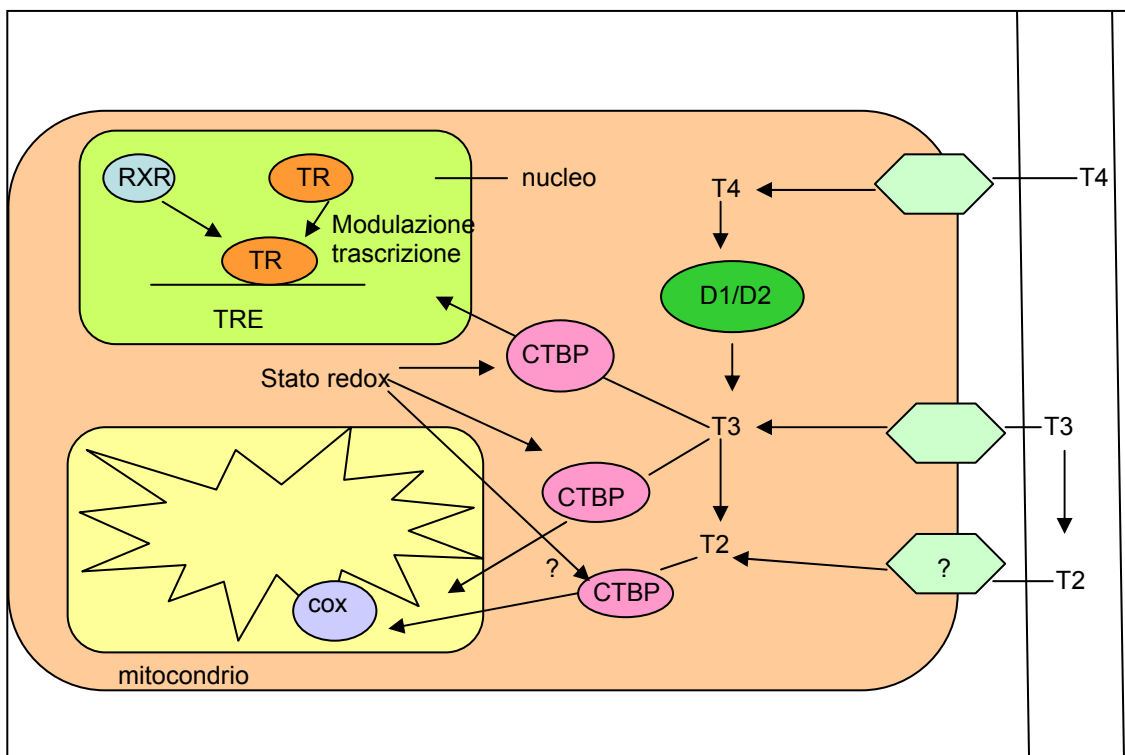 RXR
TR
nucleo
Modulazione
trascrizione
TR
TRE
T4
T4
D1/D2
CTBP
Stato redox
T3
T3
CTBP
T2
?
CTBP
?
T2
cox
mitocondrio